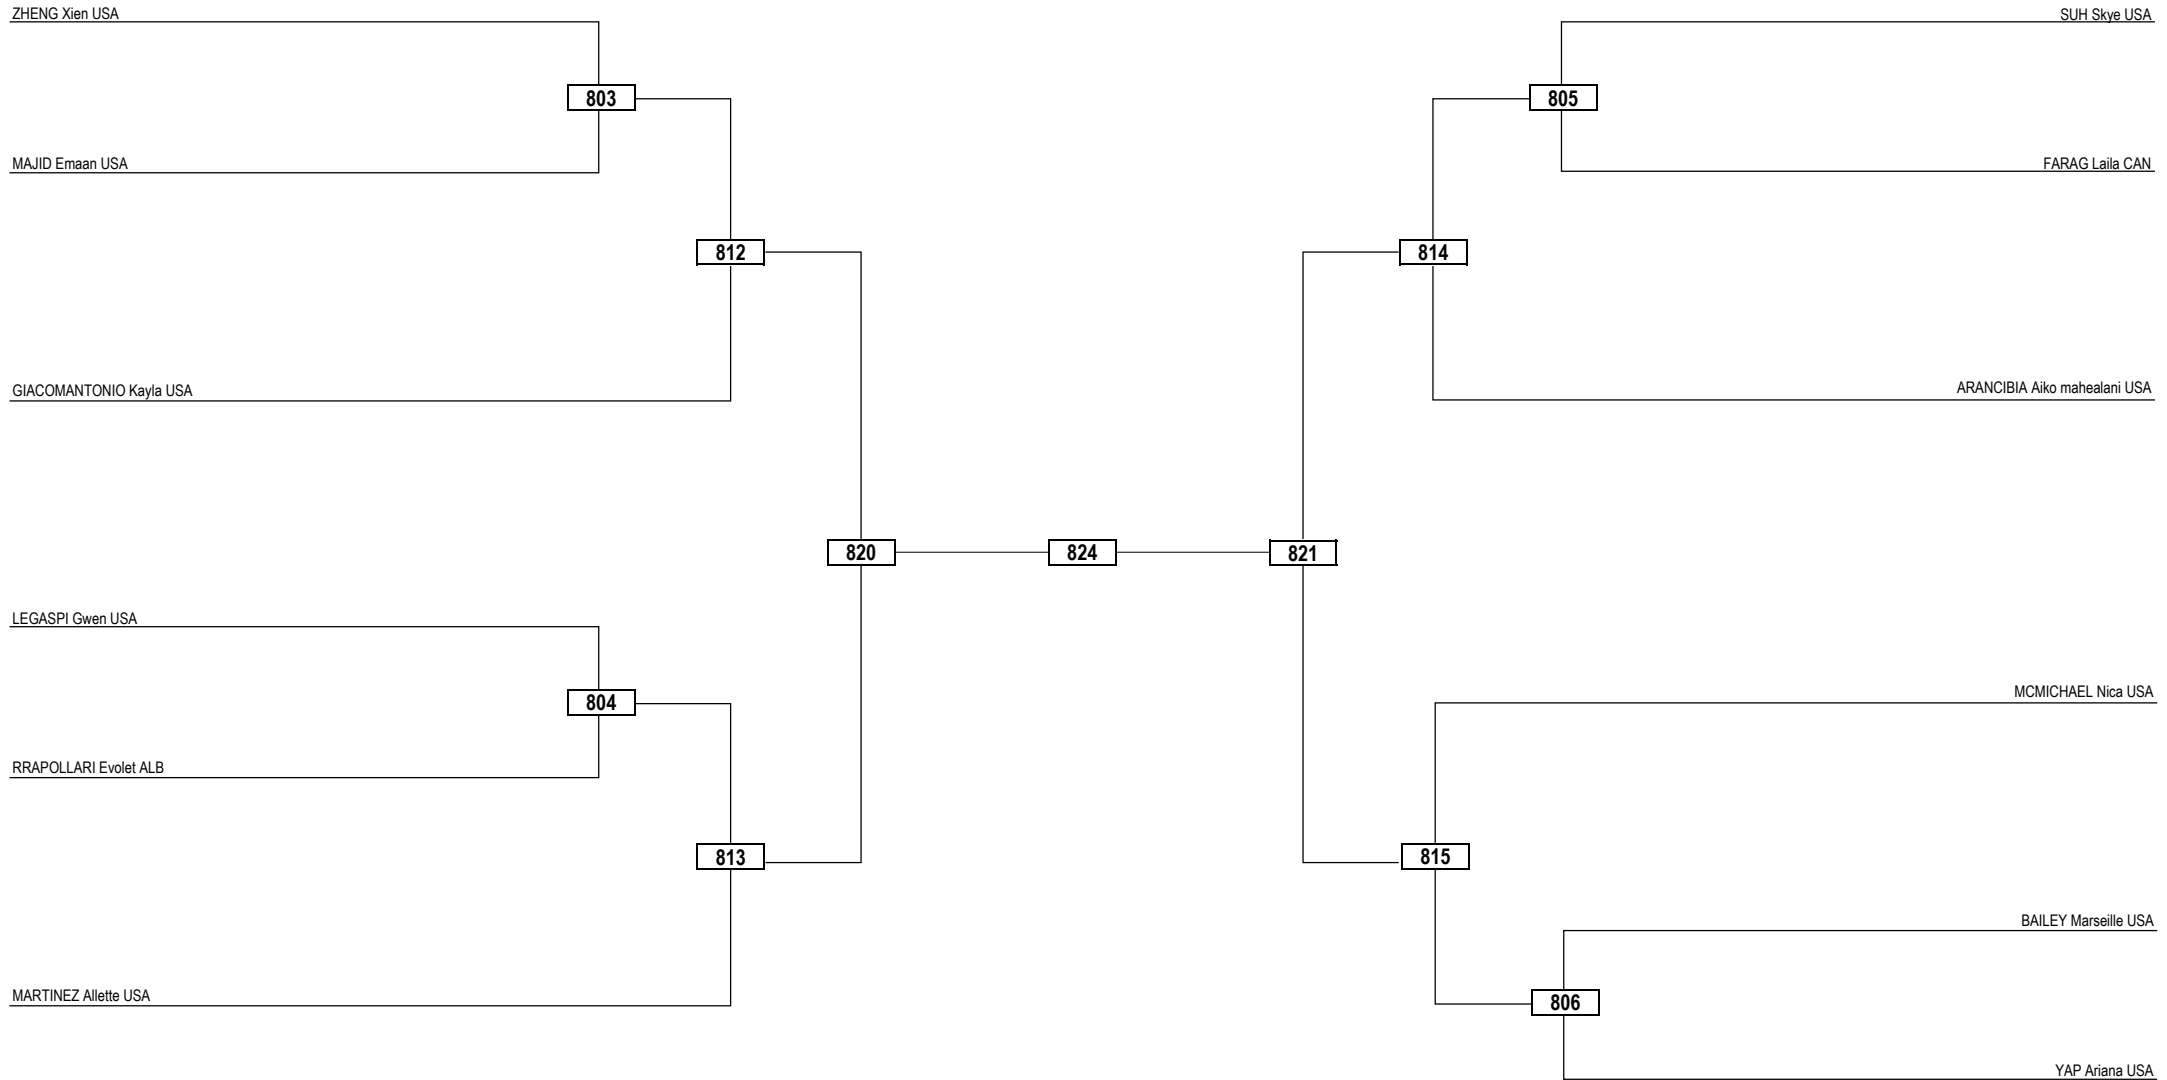 ZHENG Xien USA
SUH Skye USA
803
805
MAJID Emaan USA
FARAG Laila CAN
812
814
GIACOMANTONIO Kayla USA
ARANCIBIA Aiko mahealani USA
820
824
821
LEGASPI Gwen USA
MCMICHAEL Nica USA
804
RRAPOLLARI Evolet ALB
813
815
BAILEY Marseille USA
MARTINEZ Allette USA
806
YAP Ariana USA